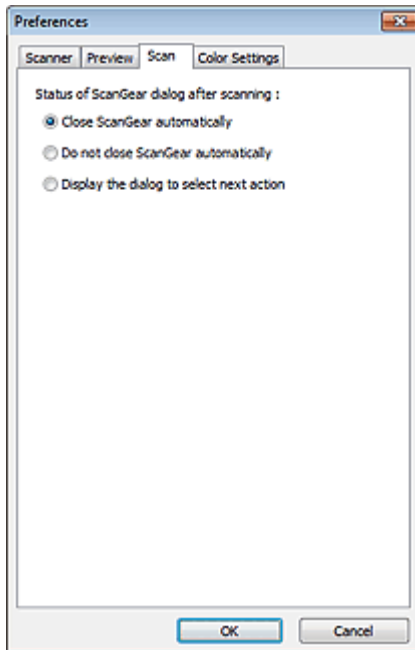 Preferences
Scanner Preview Scan Color Settings
Status of ScanGear dialog after scanning :
Close ScanGear automatically
Do not close ScanGear automatically
Display the dialog to select next action
OK Cancel